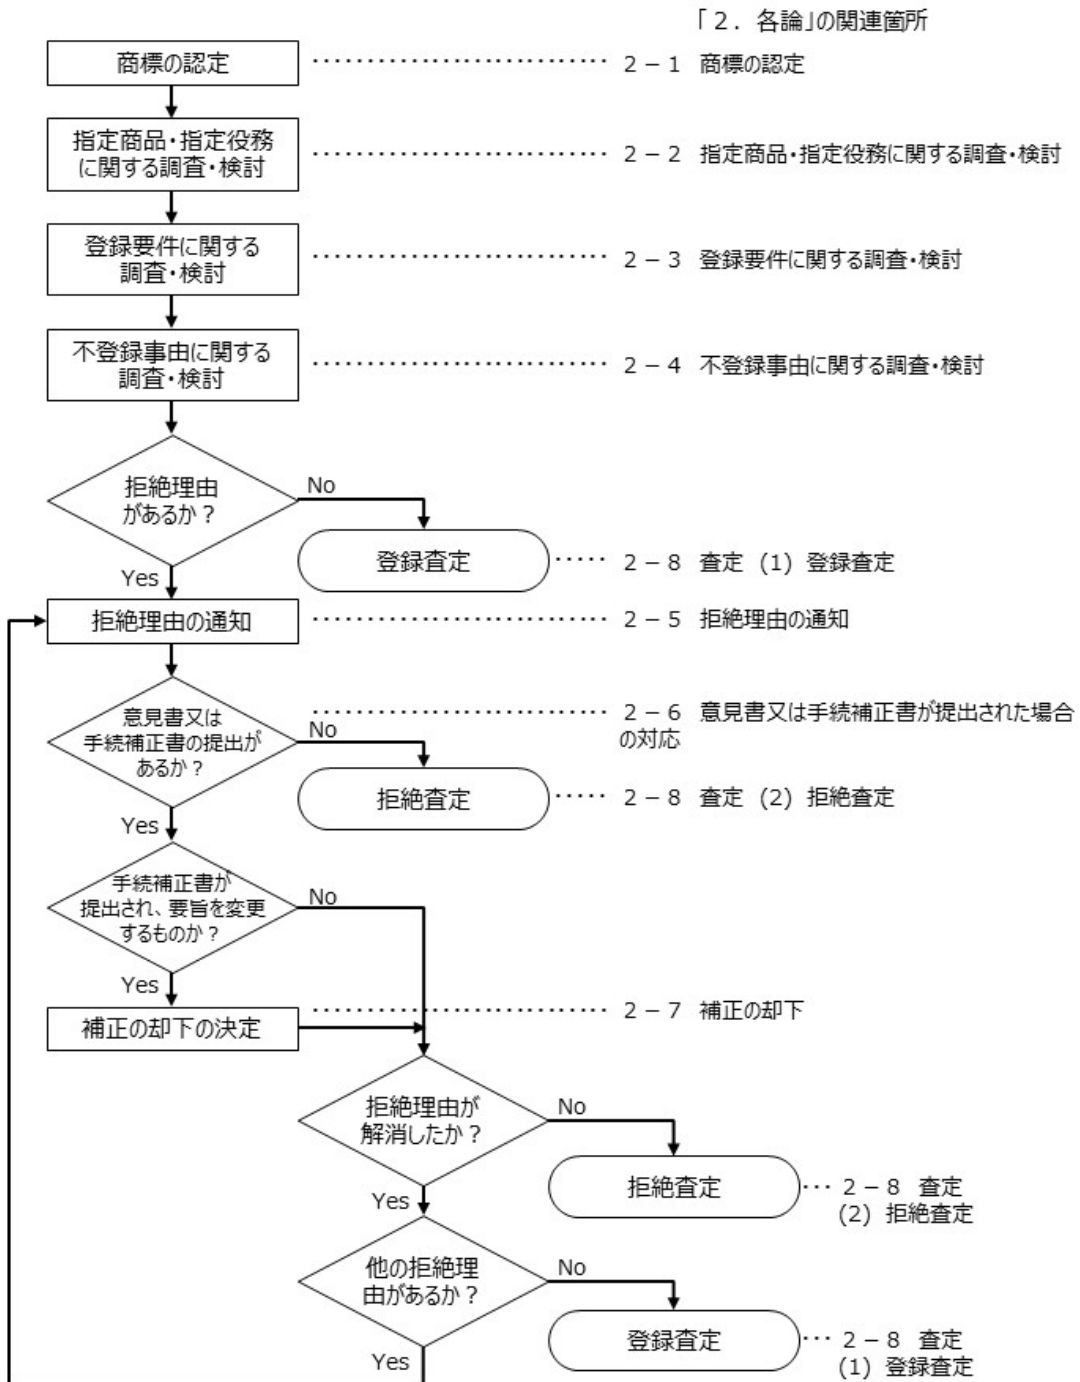 「２．各論」の関連箇所
商標の認定
２－１ 商標の認定
指定商品・指定役務
に関する調査・検討
２－２ 指定商品・指定役務に関する調査・検討
登録要件に関する
調査・検討
２－３ 登録要件に関する調査・検討
不登録事由に関する
調査・検討
２－４ 不登録事由に関する調査・検討
拒絶理由
があるか？
No
登録査定
２－８ 査定 (1) 登録査定
Yes
拒絶理由の通知
２－５ 拒絶理由の通知
意見書又は
手続補正書の提出が
あるか？
２－６ 意見書又は手続補正書が提出された場合
の対応
No
拒絶査定
２－８ 査定 (2) 拒絶査定
Yes
手続補正書が
提出され、要旨を変更
するものか？
No
Yes
補正の却下の決定
２－７ 補正の却下
拒絶理由が
解消したか？
No
拒絶査定
２－８ 査定
(2) 拒絶査定
Yes
他の拒絶理
由があるか？
No
登録査定
２－８ 査定
(1) 登録査定
Yes